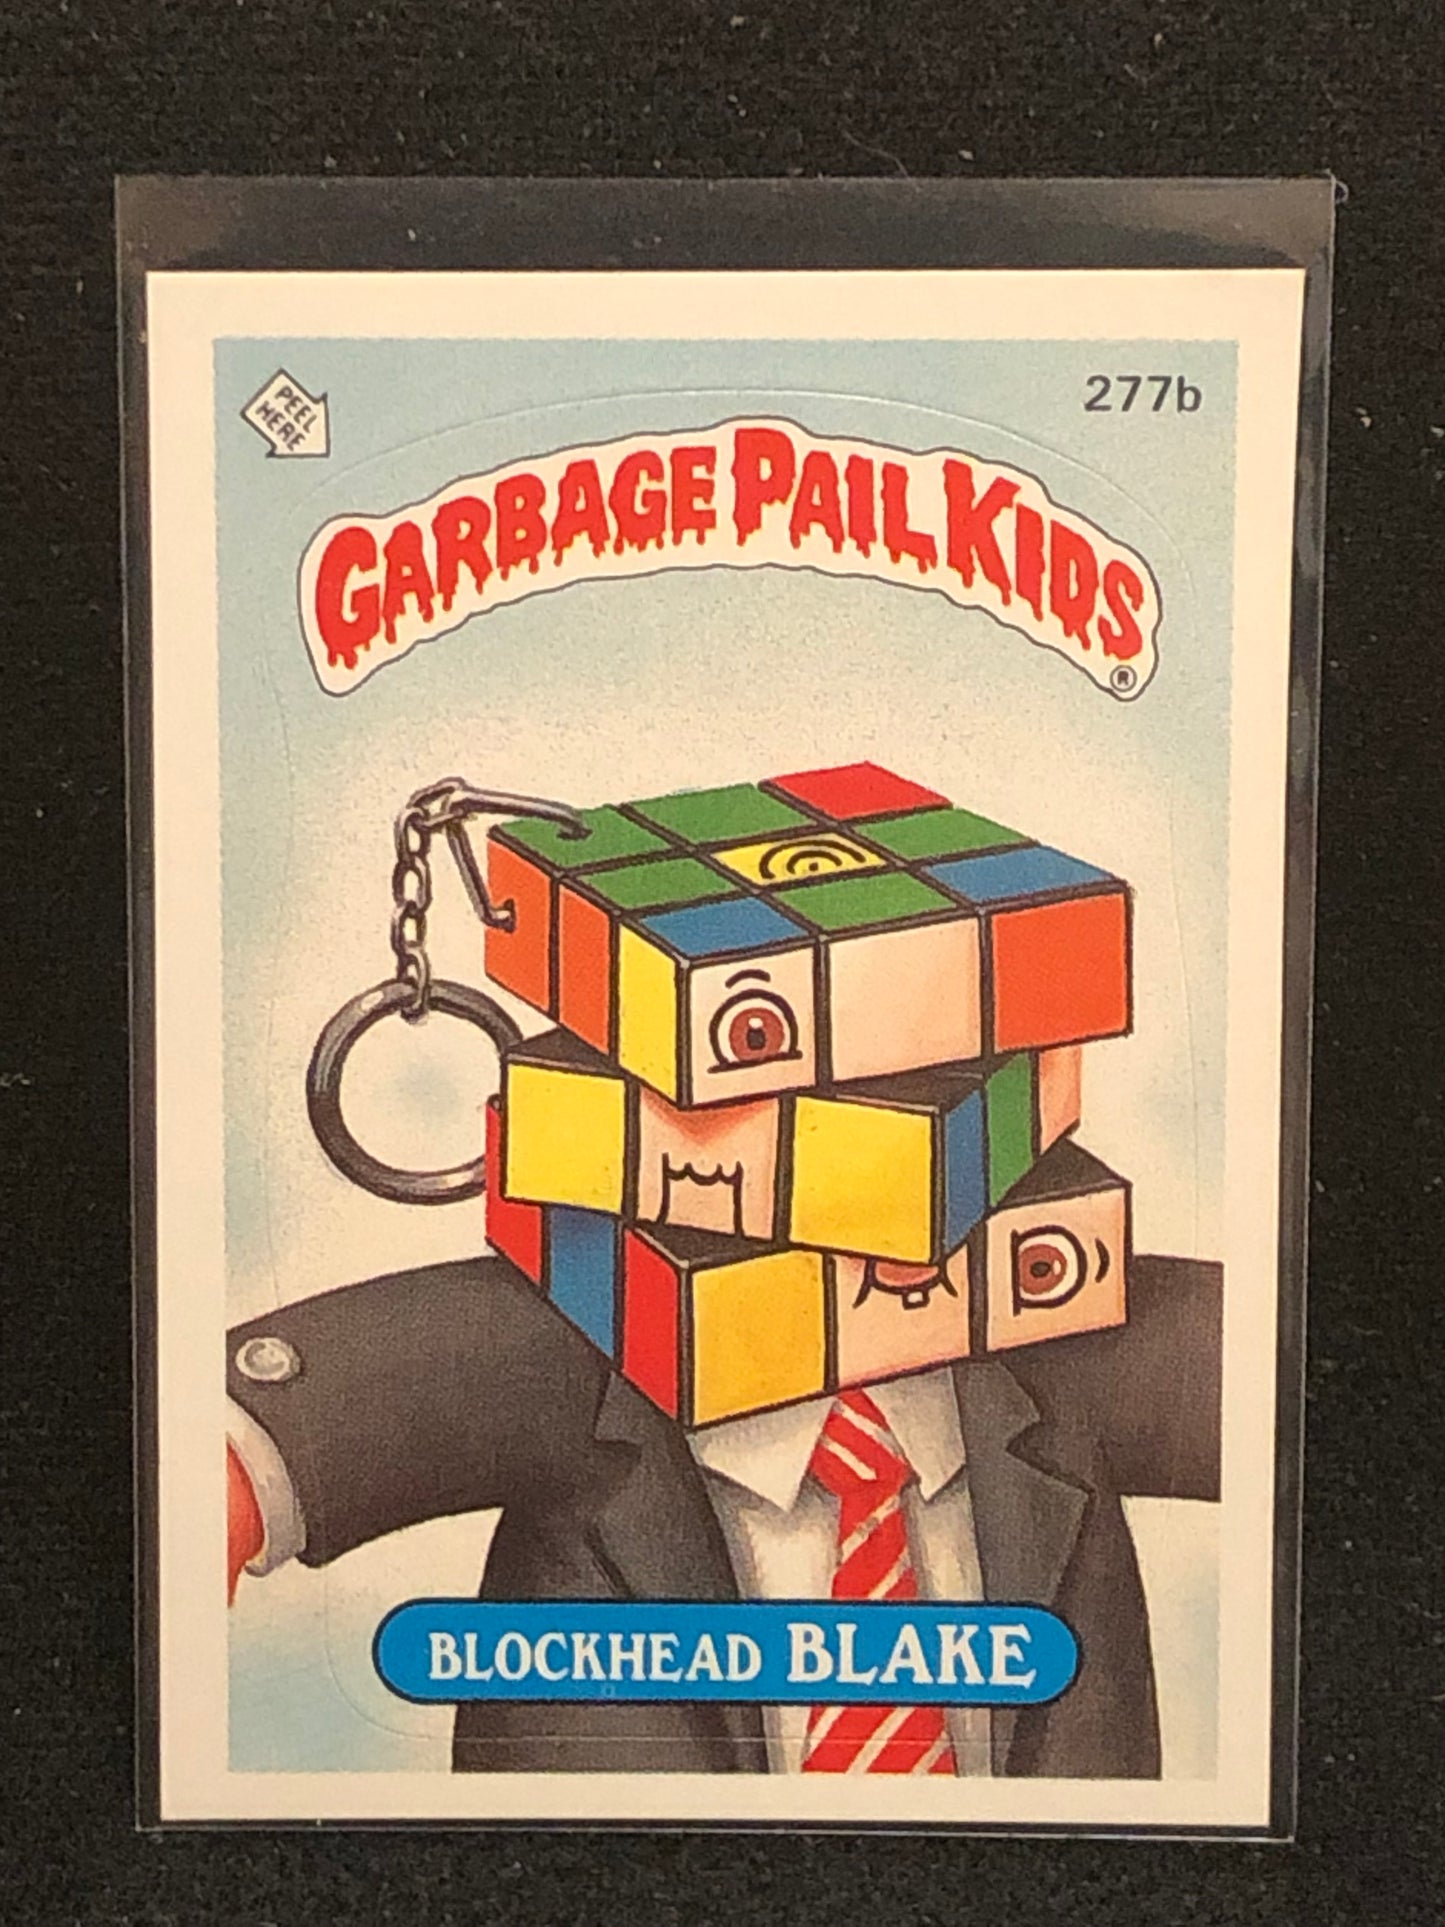 PEEL
HERE
277b
GARBAGE PAIL KIDS
®
BLOCKHEAD BLAKE